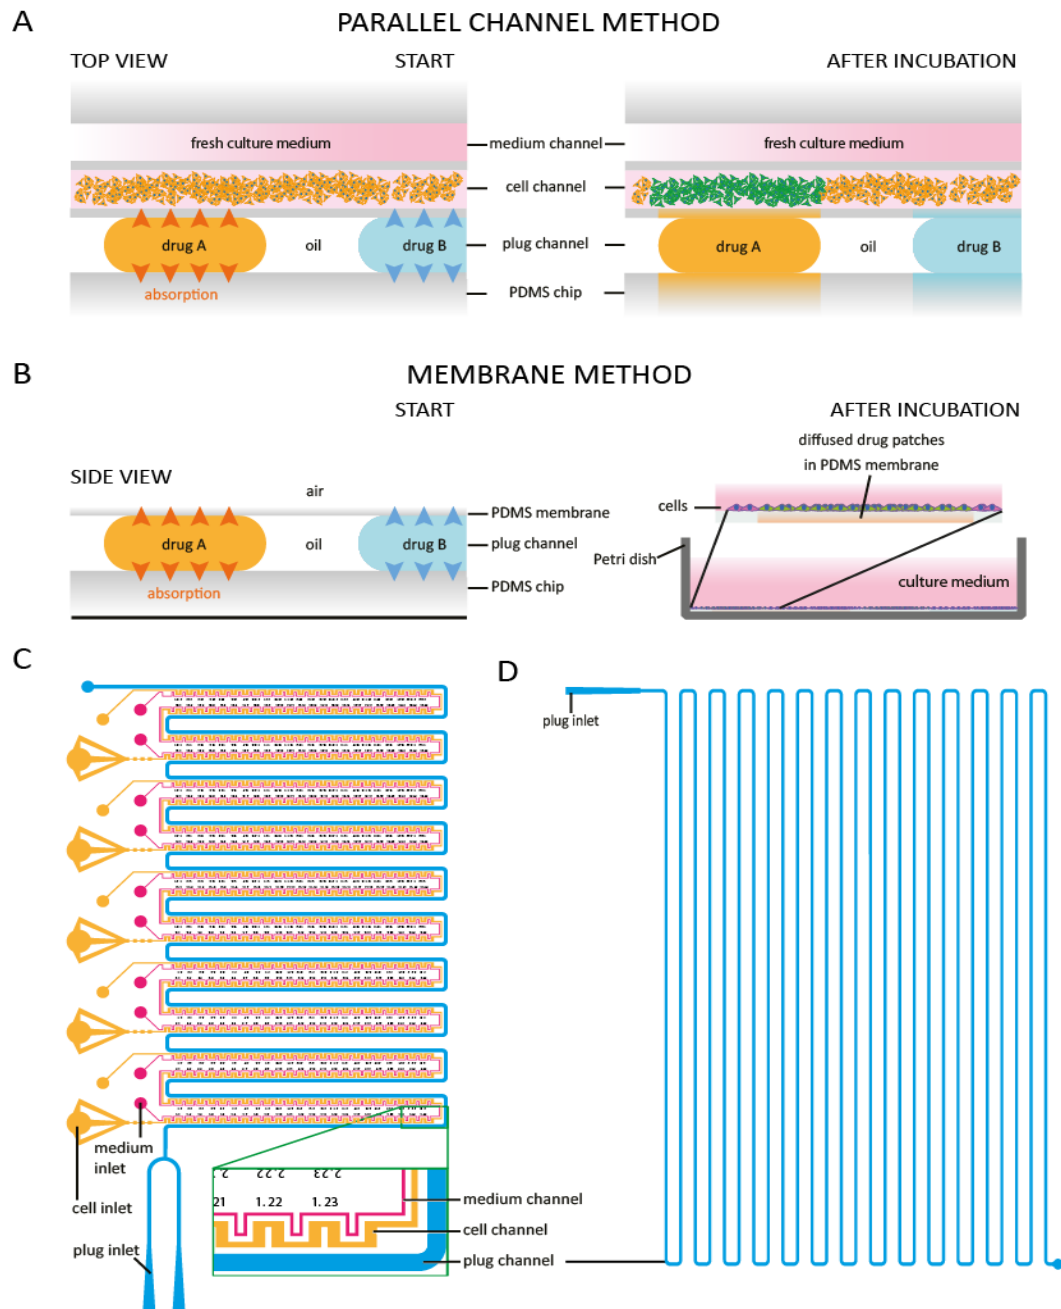 A
PARALLEL CHANNEL METHOD
TOP VIEW
START
AFTER INCUBATION
fresh culture medium
medium channel
fresh culture medium
cell channel
drug A
oil
drug B
plug channel
drug A
oil
drug B
absorption
PDMS chip
B
MEMBRANE METHOD
START
AFTER INCUBATION
diffused drug patches
in PDMS membrane
SIDE VIEW
air
cells
PDMS membrane
drug A
oil
drug B
plug channel
Petri dish
culture medium
absorption
PDMS chip
C
D
plug inlet
medium
inlet
cell inlet
plug inlet
2.22
2.23
21
1.22
1.23
medium channel
cell channel
plug channel